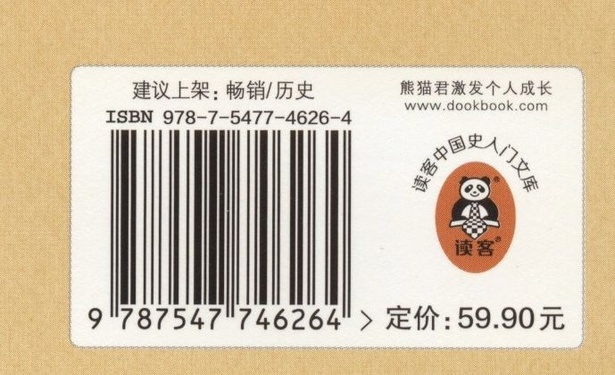 建议上架：畅销/历史
ISBN 978-7-5477-4626-4
9 787547 746264 >
熊猫君激发个人成长
www.dookbook.com
读客中国史入门文库
读客®
定价：59.90元